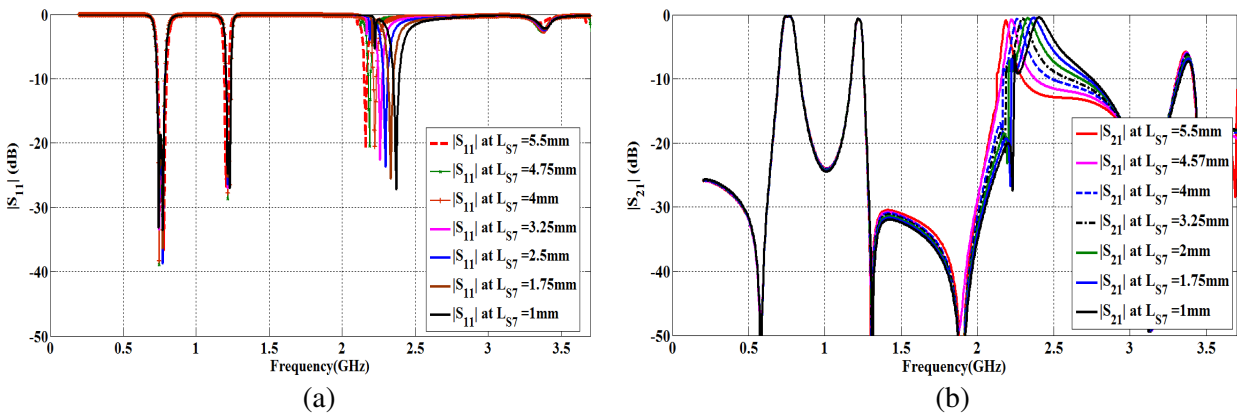 0
-10
-20
-30
-40
-50
0
0.5
1
1.5
2
2.5
3
3.5
|S11| (dB)
Frequency(GHz)
|S11| at LS7 =5.5mm
|S11| at LS7 =4.75mm
|S11| at LS7 =4mm
|S11| at LS7 =3.25mm
|S11| at LS7 =2.5mm
|S11| at LS7 =1.75mm
|S11| at LS7 =1mm
(a)
0
-10
-20
-30
-40
-50
0
0.5
1
1.5
2
2.5
3
3.5
|S21| (dB)
Frequency(GHz)
|S21| at LS7 =5.5mm
|S21| at LS7 =4.57mm
|S21| at LS7 =4mm
|S21| at LS7 =3.25mm
|S21| at LS7 =2mm
|S21| at LS7 =1.75mm
|S21| at LS7 =1mm
(b)